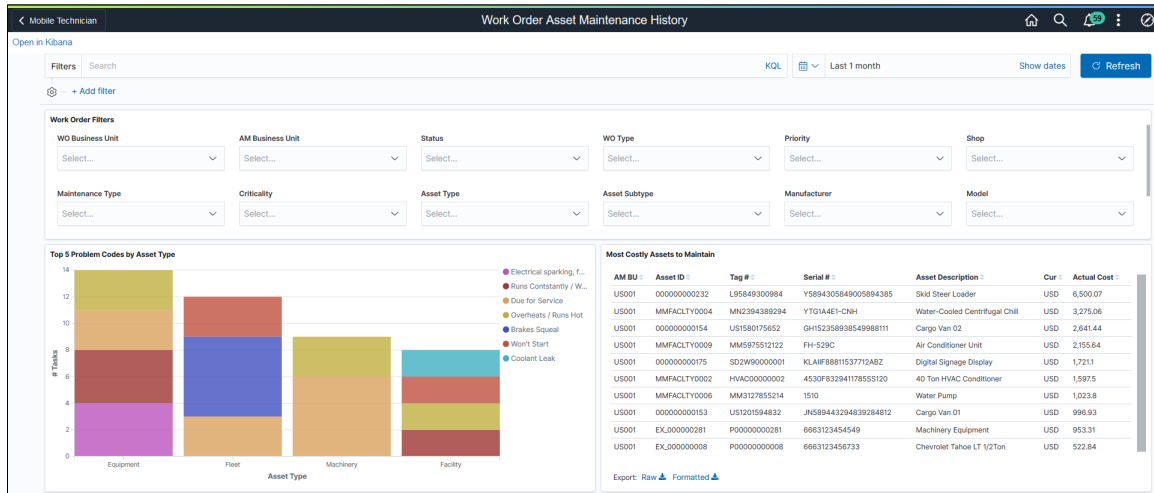 Mobile Technician
Work Order Asset Maintenance History
59
Open in Kibana
Filters Search KQL Last 1 month Show dates Refresh
+ Add filter
Work Order Filters
WO Business Unit AM Business Unit Status WO Type Priority Shop
Select... Select... Select... Select... Select... Select...
Maintenance Type Criticality Asset Type Asset Subtype Manufacturer Model
Select... Select... Select... Select... Select... Select...
Top 5 Problem Codes by Asset Type
14
12
10
8
6
4
2
0
# Tasks
Equipment Fleet Machinery Facility
Asset Type
Electrical sparking, f...
Runs Contstantly / W...
Due for Service
Overheats / Runs Hot
Brakes Squeal
Won't Start
Coolant Leak
Most Costly Assets to Maintain
AM BU Asset ID Tag # Serial # Asset Description Cur Actual Cost
US001 000000000232 L95849300984 Y5894305849005894385 Skid Steer Loader USD 6,500.07
US001 MMFACLTY0004 MN2394389294 YTG1A4E1-CNH Water-Cooled Centrifugal Chill USD 3,275.06
US001 000000000154 US1580175652 GH152358938549988111 Cargo Van 02 USD 2,641.44
US001 MMFACLTY0009 MM5975512122 FH-529C Air Conditioner Unit USD 2,155.64
US001 000000000175 SD2W90000001 KLAIIF88811537712ABZ Digital Signage Display USD 1,721.1
US001 MMFACLTY0002 HVAC00000002 4530F8329411785SS120 40 Ton HVAC Conditioner USD 1,597.5
US001 MMFACLTY0006 MM3127855214 1510 Water Pump USD 1,023.8
US001 000000000153 US1201594832 JN589443294839284812 Cargo Van 01 USD 996.93
US001 EX_000000281 P00000000281 6663123454549 Machinery Equipment USD 953.31
US001 EX_000000008 P00000000008 6663123456733 Chevrolet Tahoe LT 1/2Ton USD 522.84
Export: Raw Formatted